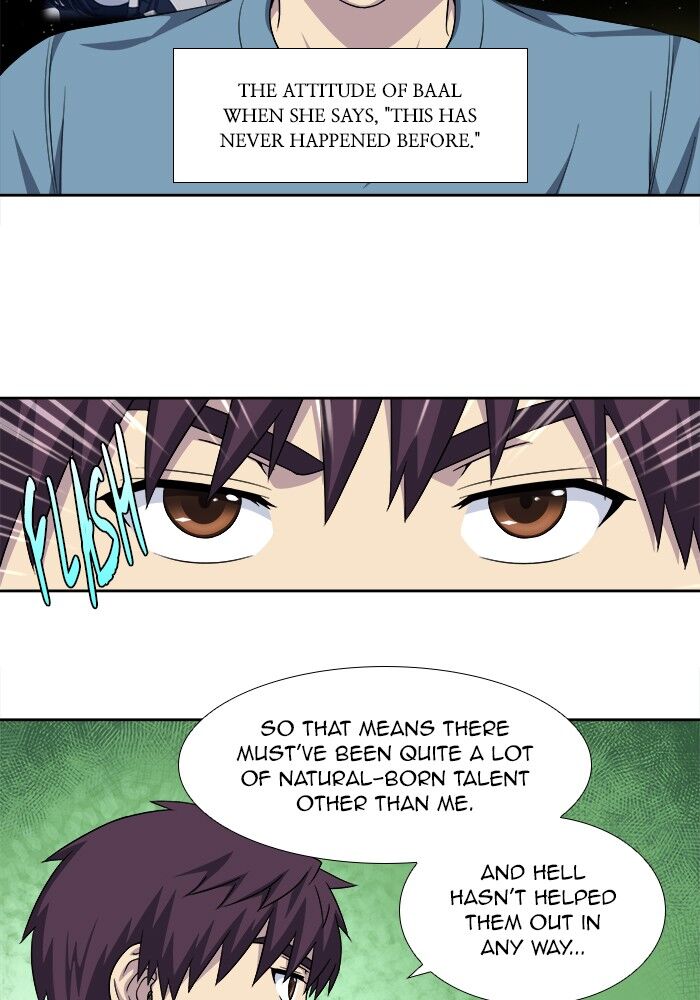 THE ATTITUDE OF BAAL
WHEN SHE SAYS, "THIS HAS
NEVER HAPPENED BEFORE."
FLASH
SO THAT MEANS THERE
MUST'VE BEEN QUITE A LOT
OF NATURAL-BORN TALENT
OTHER THAN ME.
AND HELL
HASN'T HELPED
THEM OUT IN
ANY WAY...